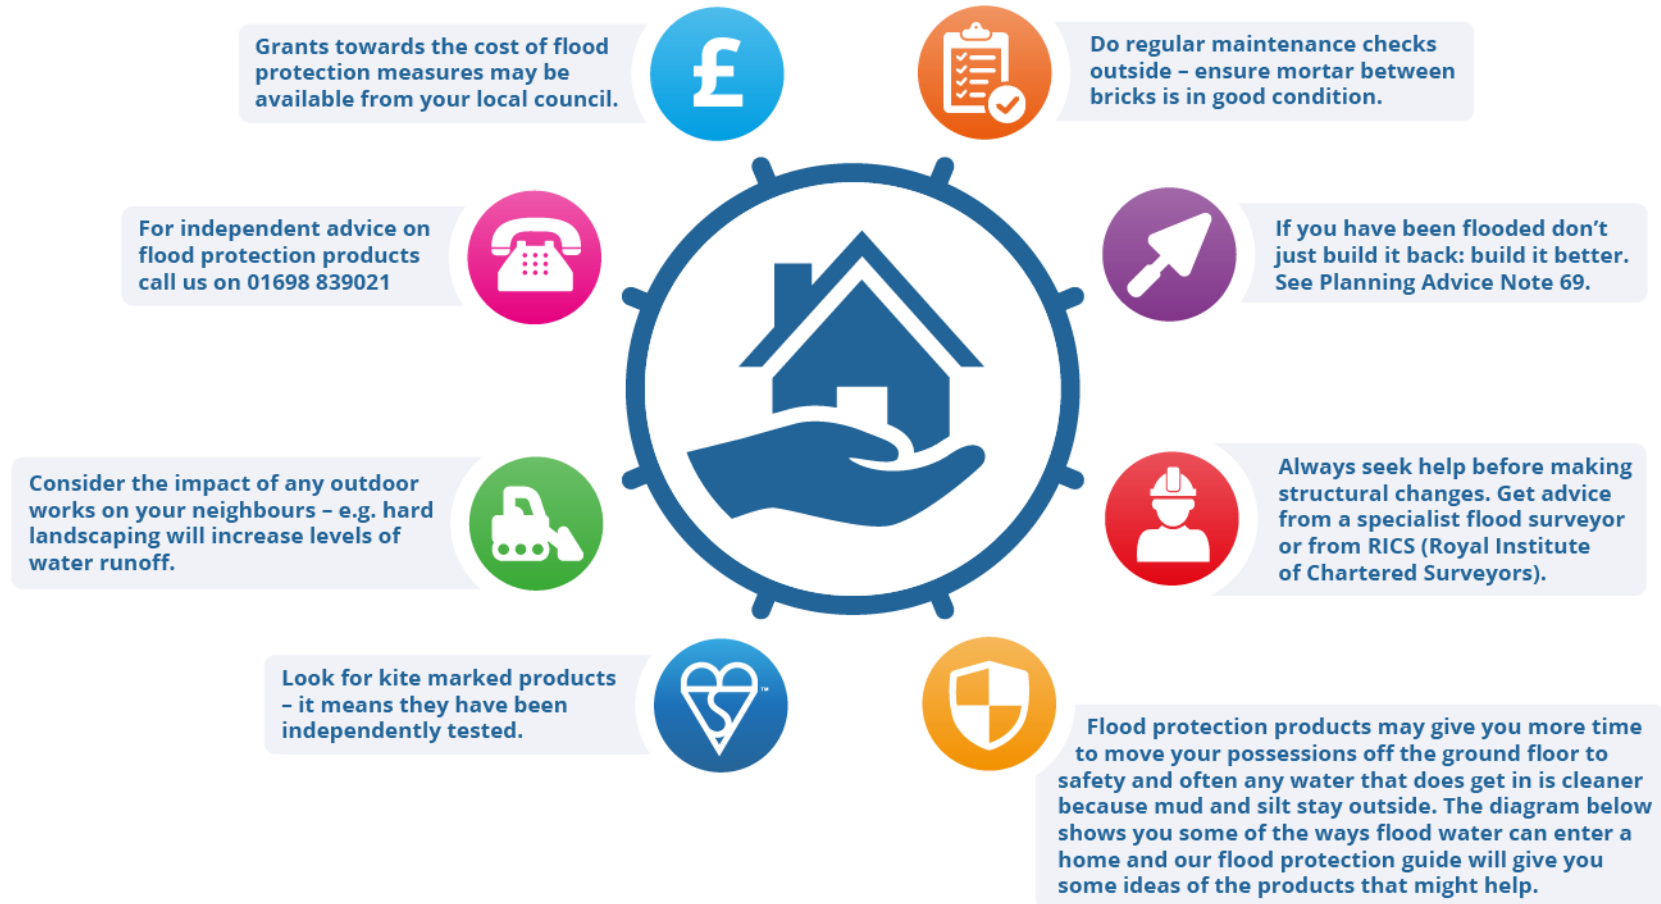 Grants towards the cost of flood
protection measures may be
available from your local council.
Do regular maintenance checks
outside – ensure mortar between
bricks is in good condition.
For independent advice on
flood protection products
call us on 01698 839021
If you have been flooded don’t
just build it back: build it better.
See Planning Advice Note 69.
Consider the impact of any outdoor
works on your neighbours – e.g. hard
landscaping will increase levels of
water runoff.
Always seek help before making
structural changes. Get advice
from a specialist flood surveyor
or from RICS (Royal Institute
of Chartered Surveyors).
Look for kite marked products
– it means they have been
independently tested.
™
Flood protection products may give you more time
to move your possessions off the ground floor to
safety and often any water that does get in is cleaner
because mud and silt stay outside. The diagram below
shows you some of the ways flood water can enter a
home and our flood protection guide will give you
some ideas of the products that might help.